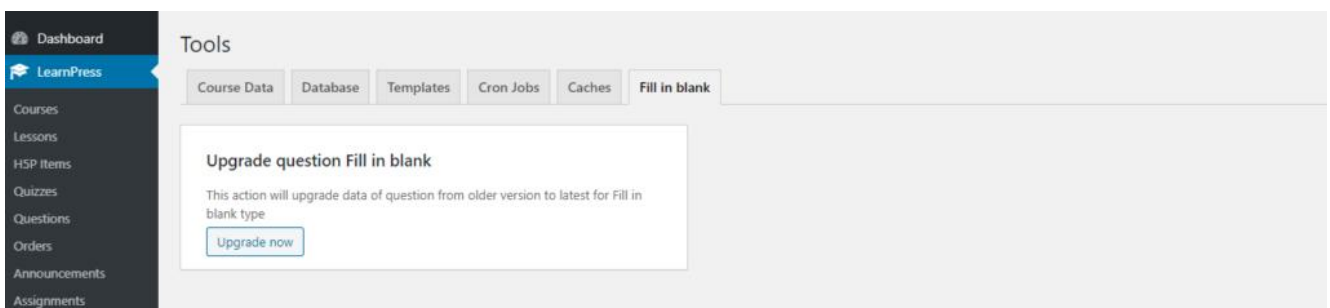 Dashboard
LearnPress
Courses
Lessons
H5P Items
Quizzes
Questions
Orders
Announcements
Assignments
Tools
Course Data Database Templates Cron Jobs Caches Fill in blank
Upgrade question Fill in blank
This action will upgrade data of question from older version to latest for Fill in
blank type
Upgrade now